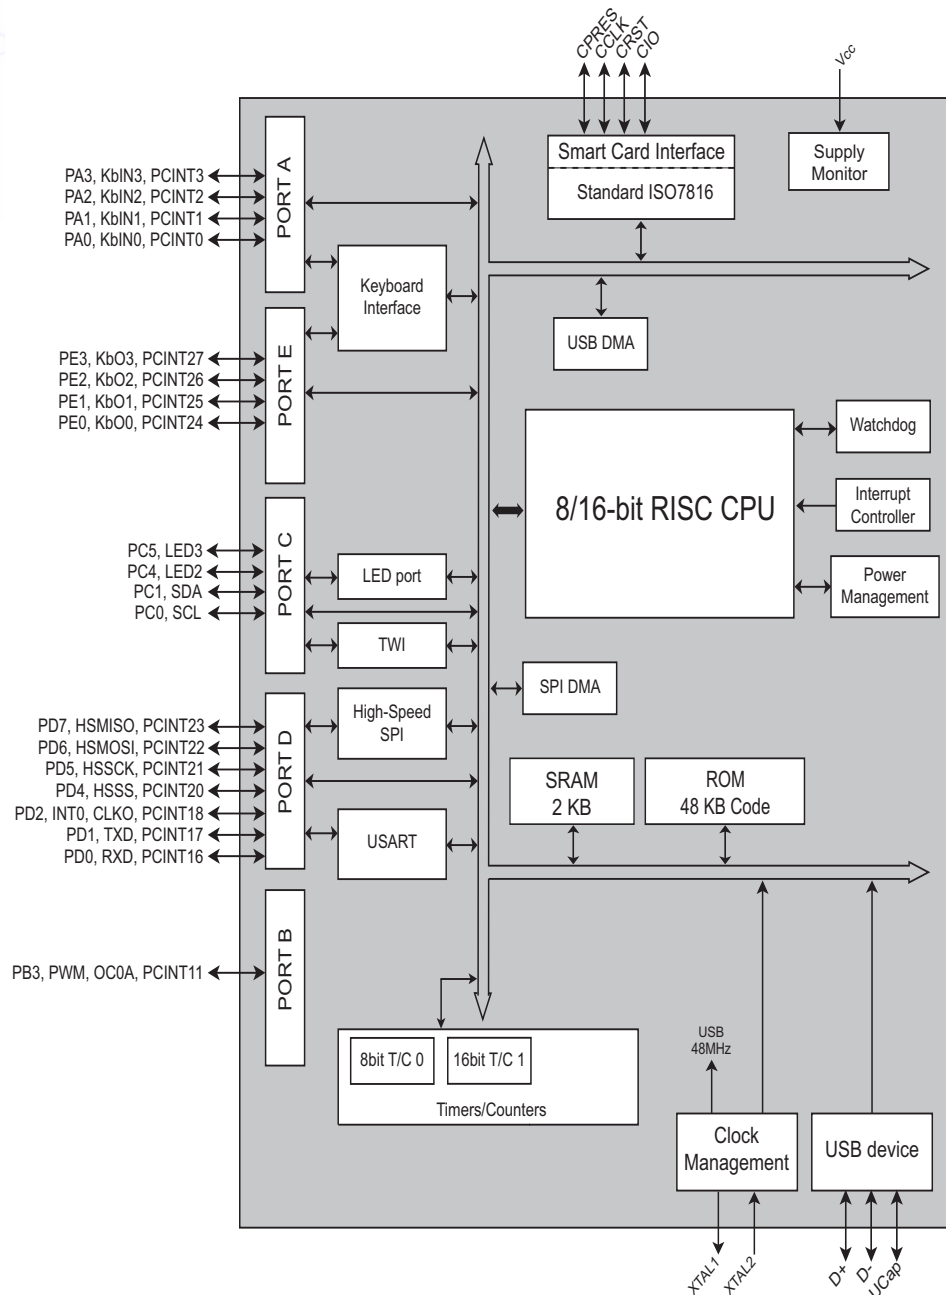 CPRES
CCLK
CRST
CIO
Vcc
Smart Card Interface
Standard ISO7816
Supply
Monitor
PORT A
PA3, KbIN3, PCINT3
PA2, KbIN2, PCINT2
PA1, KbIN1, PCINT1
PA0, KbIN0, PCINT0
Keyboard
Interface
USB DMA
PORT E
PE3, KbO3, PCINT27
PE2, KbO2, PCINT26
PE1, KbO1, PCINT25
PE0, KbO0, PCINT24
8/16-bit RISC CPU
Watchdog
Interrupt
Controller
Power
Management
PORT C
PC5, LED3
PC4, LED2
PC1, SDA
PC0, SCL
LED port
TWI
SPI DMA
PORT D
PD7, HSMISO, PCINT23
PD6, HSMOSI, PCINT22
PD5, HSSCK, PCINT21
PD4, HSSS, PCINT20
PD2, INT0, CLKO, PCINT18
PD1, TXD, PCINT17
PD0, RXD, PCINT16
High-Speed
SPI
USART
SRAM
2 KB
ROM
48 KB Code
PORT B
PB3, PWM, OC0A, PCINT11
8bit T/C 0
16bit T/C 1
Timers/Counters
USB
48MHz
Clock
Management
USB device
XTAL1
XTAL2
D+
D-
UCap